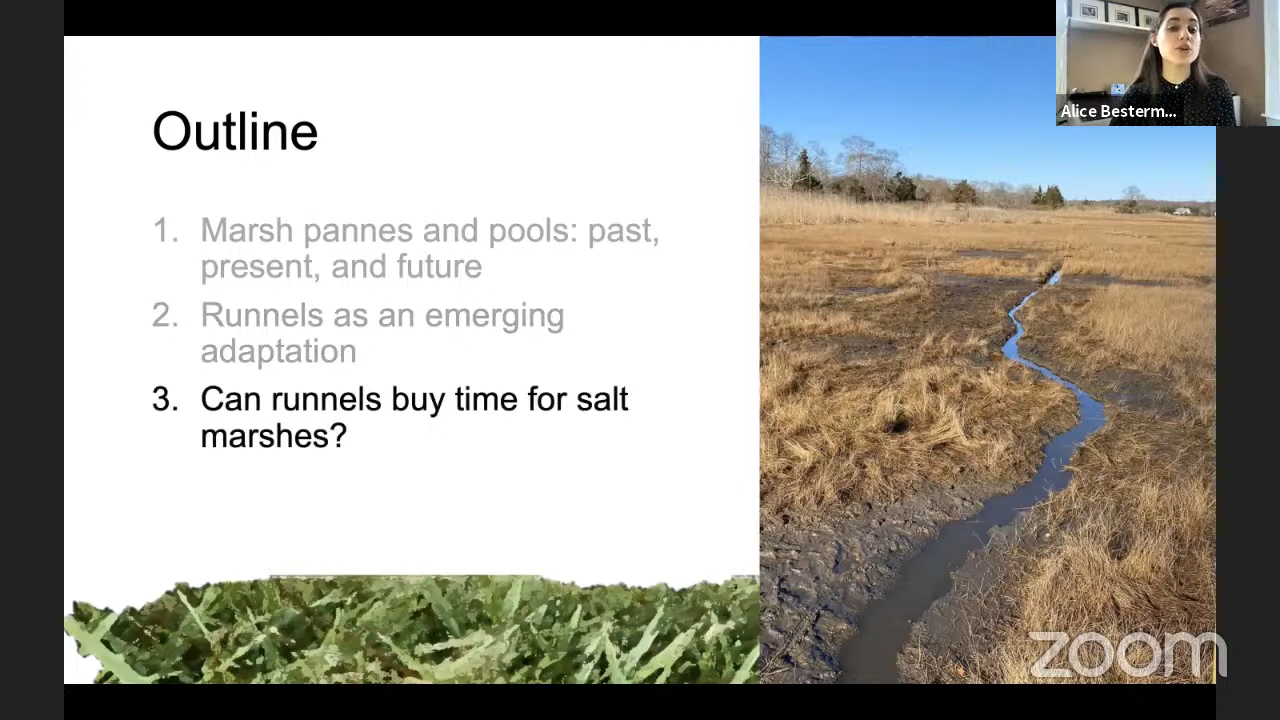 Outline
1. Marsh pannes and pools: past,
present, and future
2. Runnels as an emerging
adaptation
3. Can runnels buy time for salt
marshes?
Alice Besterm...
zoom